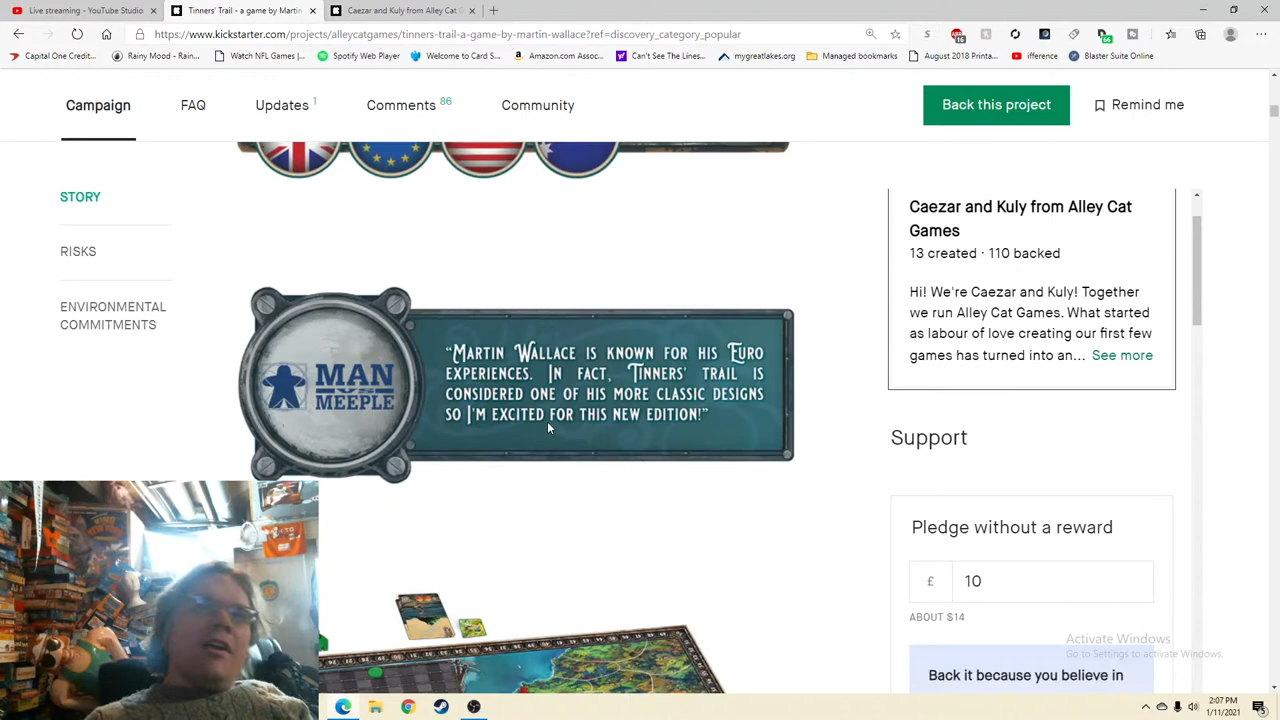 Live streaming - YouTube Studio
Tinners' Trail - a game by Martin
Caezar and Kuly from Alley Cat G
https://www.kickstarter.com/projects/alleycatgames/tinners-trail-a-game-by-martin-wallace?ref=discovery_category_popular
Capital One Credit...
Rainy Mood • Rain...
Watch NFL Games |...
Spotify Web Player
Welcome to Card S...
Amazon.com Assoc...
Can't See The Lines...
mygreatlakes.org
Managed bookmarks
August 2018 Printa...
ifference
Blaster Suite Online
Campaign
FAQ
Updates 1
Comments 86
Community
Back this project
Remind me
STORY
RISKS
ENVIRONMENTAL
COMMITMENTS
MAN
VS
MEEPLE
“Martin Wallace is known for his Euro
experiences. In fact, Tinners' Trail is
considered one of his more classic designs
so I'm excited for this new edition!”
Caezar and Kuly from Alley Cat
Games
13 created · 110 backed
Hi! We're Caezar and Kuly! Together
we run Alley Cat Games. What started
as labour of love creating our first few
games has turned into an... See more
Support
Pledge without a reward
£ 10
ABOUT $14
Back it because you believe in
Activate Windows
Go to Settings to activate Windows.
2:07 PM
1/11/2021